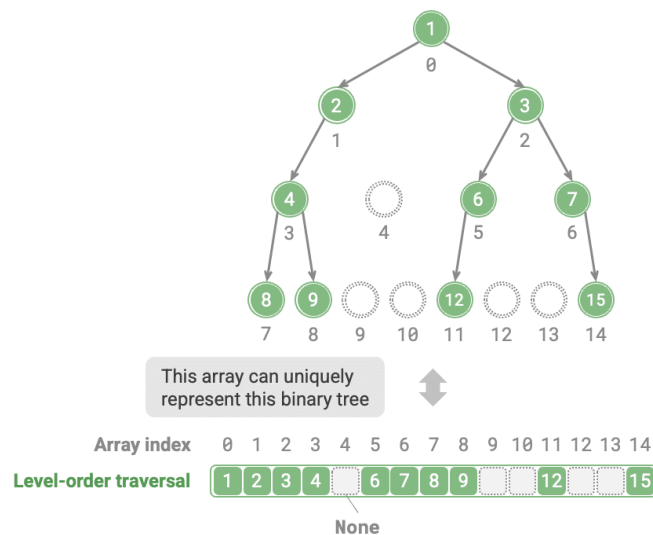 1
0
2 3
1 2
4 6 7
3 4 5 6
8 9 12 15
7 8 9 10 11 12 13 14
This array can uniquely
represent this binary tree
Array index 0 1 2 3 4 5 6 7 8 9 10 11 12 13 14
Level-order traversal 1 2 3 4 6 7 8 9 12 15
None